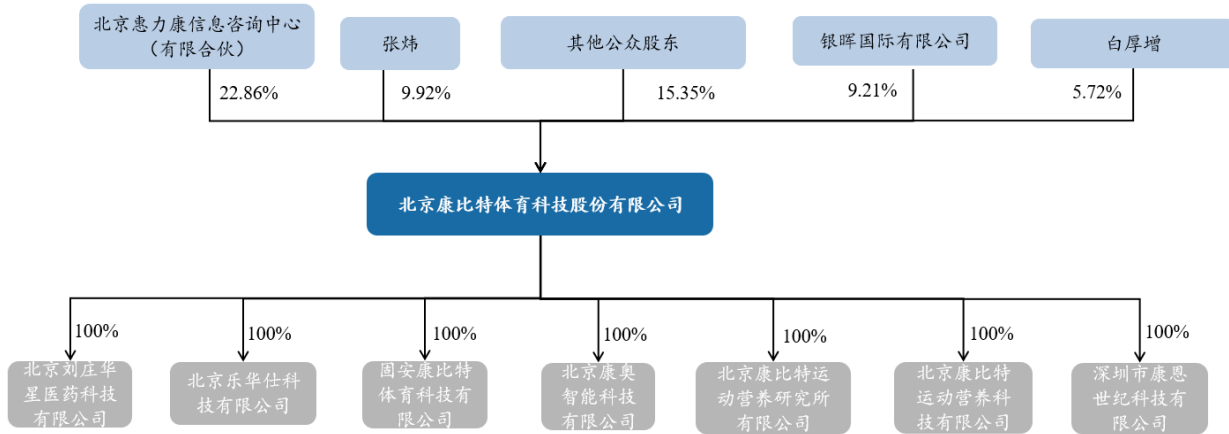 北京惠力康信息咨询中心
（有限合伙）
张炜
其他公众股东
银晖国际有限公司
白厚增
22.86%
9.92%
15.35%
9.21%
5.72%
北京康比特体育科技股份有限公司
100%
100%
100%
100%
100%
100%
100%
北京刘庄华
星医药科技
有限公司
北京乐华仕科
技有限公司
固安康比特
体育科技有
限公司
北京康奥
智能科技
有限公司
北京康比特运
动营养研究所
有限公司
北京康比特
运动营养科
技有限公司
深圳市康恩
世纪科技有
限公司